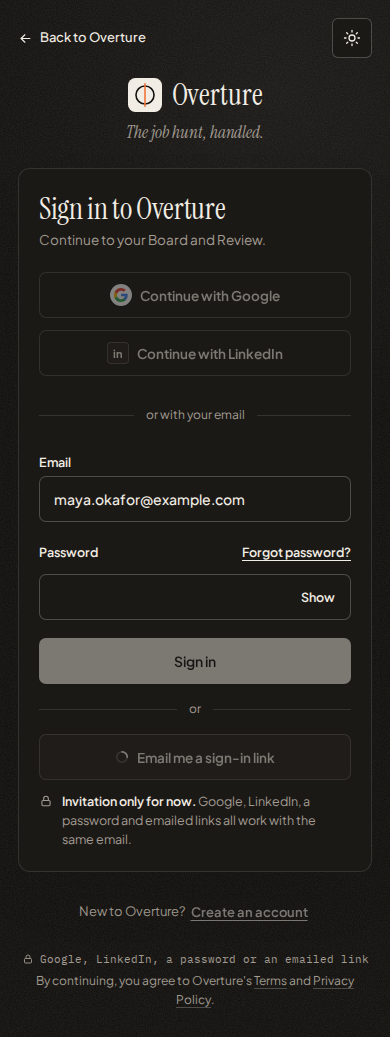 ← Back to Overture
Overture
The job hunt, handled.
Sign in to Overture
Continue to your Board and Review.
Continue with Google
in Continue with LinkedIn
or with your email
Email
maya.okafor@example.com
Password Forgot password?
Show
Sign in
or
Email me a sign-in link
Invitation only for now. Google, LinkedIn, a
password and emailed links all work with the
same email.
New to Overture? Create an account
Google, LinkedIn, a password or an emailed link
By continuing, you agree to Overture's Terms and Privacy
Policy.